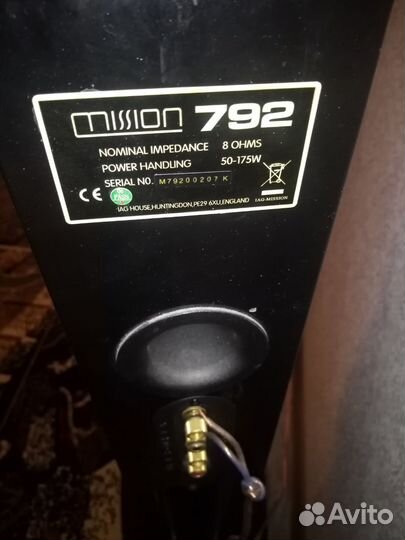 mission 792
NOMINAL IMPEDANCE 8 OHMS
POWER HANDLING 50-175W
SERIAL NO. M79200207 K
CE
IAG HOUSE,HUNTINGDON,PE29 6XU,ENGLAND
IAG-MISSION
Avito